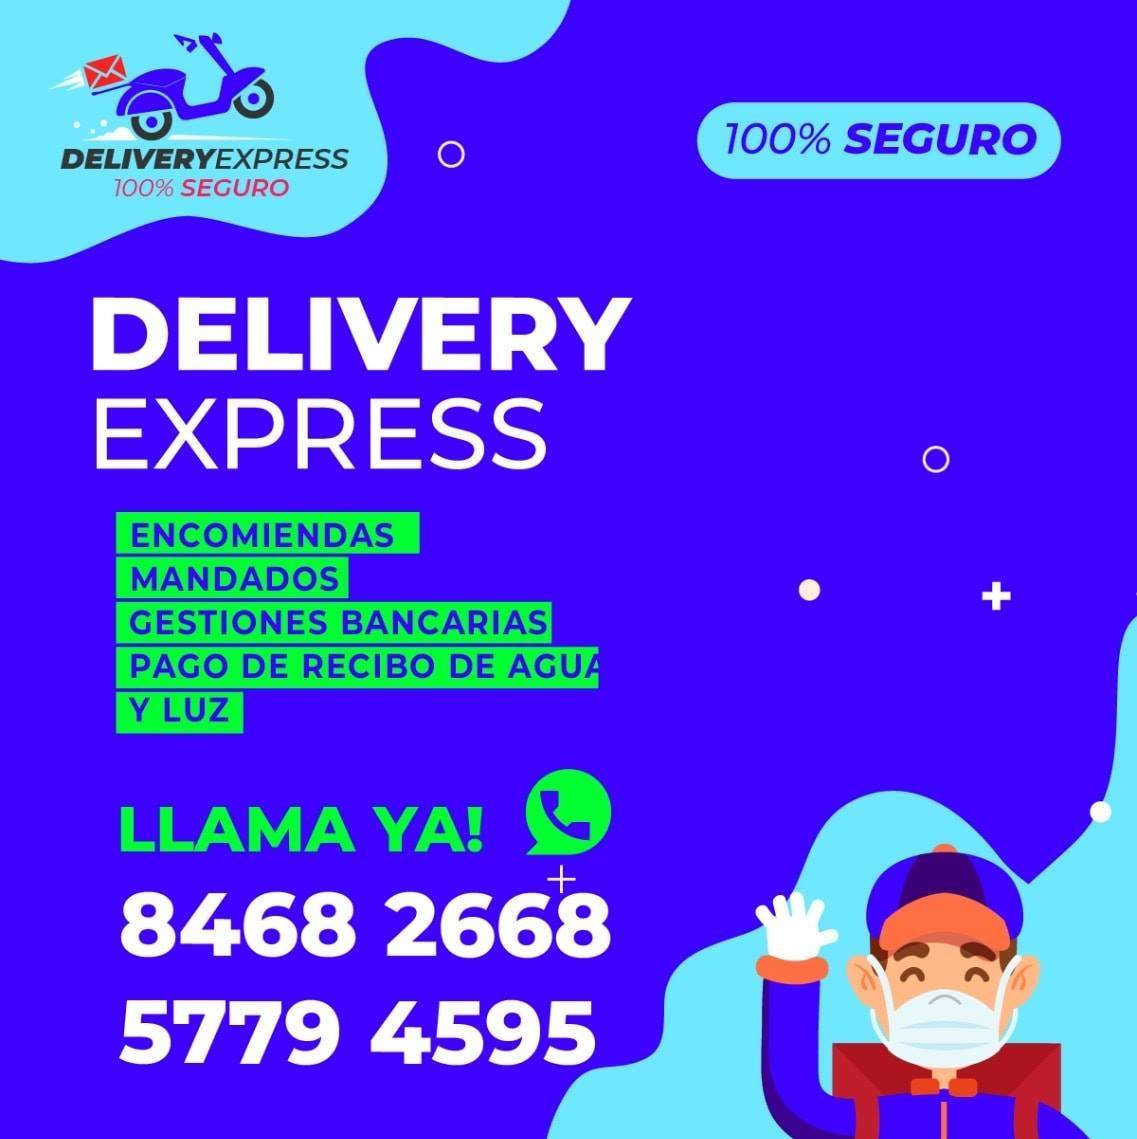 DELIVERYEXPRESS
100% SEGURO
100% SEGURO
DELIVERY
EXPRESS
ENCOMIENDAS
MANDADOS
GESTIONES BANCARIAS
PAGO DE RECIBO DE AGUA
Y LUZ
LLAMA YA!
8468 2668
5779 4595